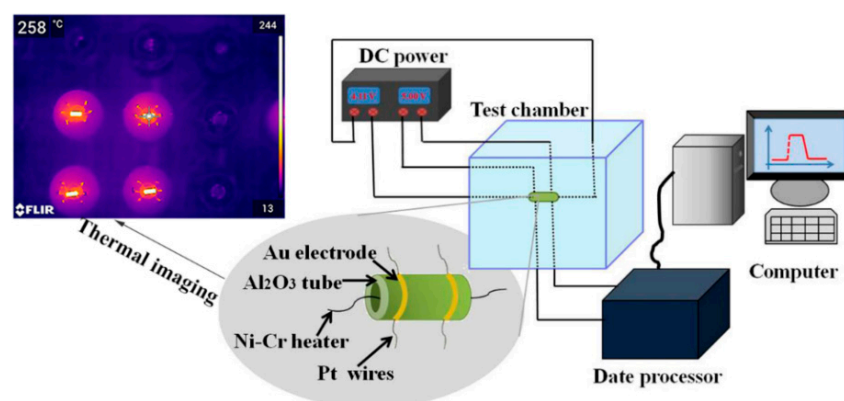 258 °C
244
13
FLIR
DC power
Test chamber
Thermal imaging
Au electrode
Al2O3 tube
Ni-Cr heater
Pt wires
Computer
Date processor